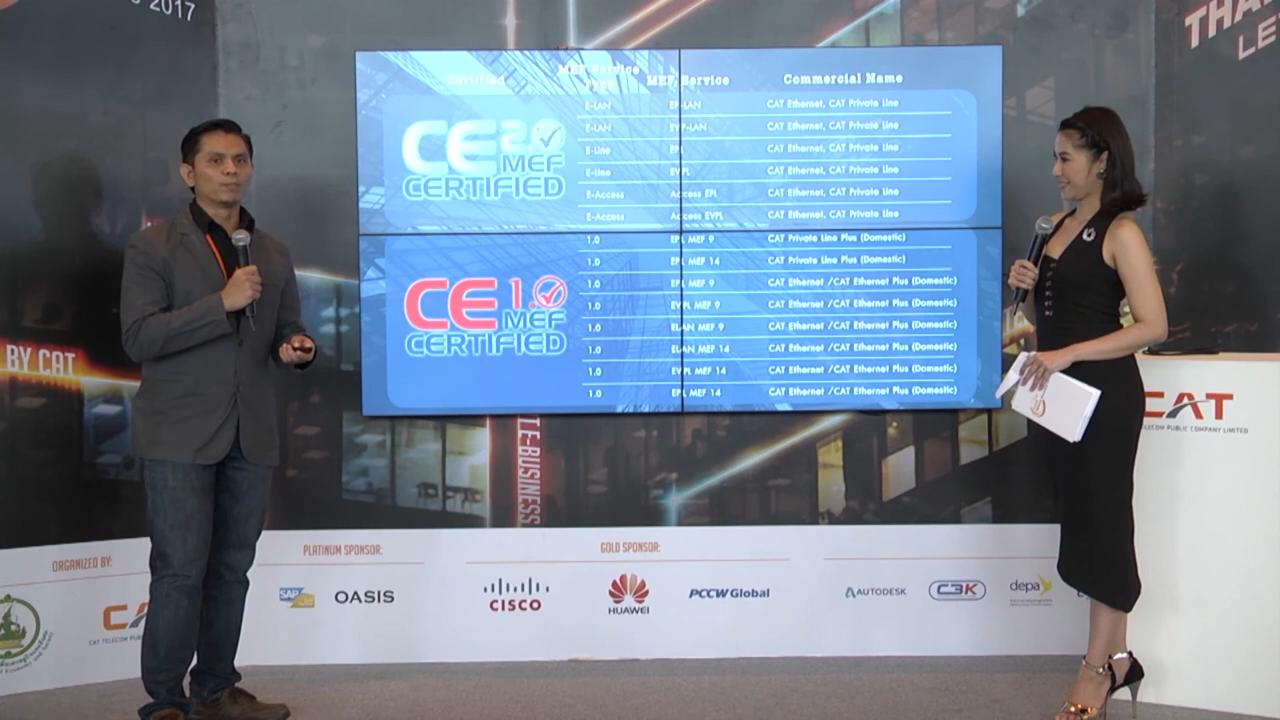 2017
THA
LE
Certified MEF Service Type MEF Service Commercial Name
E-LAN EP-LAN CAT Ethernet, CAT Private Line
E-LAN EVP-LAN CAT Ethernet, CAT Private Line
E-Line EPL CAT Ethernet, CAT Private Line
E-Line EVPL CAT Ethernet, CAT Private Line
E-Access Access EPL CAT Ethernet, CAT Private Line
E-Access Access EVPL CAT Ethernet, CAT Private Line
CE 2.0
MEF
CERTIFIED
1.0 EPL MEF 9 CAT Private Line Plus (Domestic)
1.0 EPL MEF 14 CAT Private Line Plus (Domestic)
1.0 EPL MEF 9 CAT Ethernet /CAT Ethernet Plus (Domestic)
1.0 EVPL MEF 9 CAT Ethernet /CAT Ethernet Plus (Domestic)
1.0 ELAN MEF 9 CAT Ethernet /CAT Ethernet Plus (Domestic)
1.0 ELAN MEF 14 CAT Ethernet /CAT Ethernet Plus (Domestic)
1.0 EVPL MEF 14 CAT Ethernet /CAT Ethernet Plus (Domestic)
1.0 EPL MEF 14 CAT Ethernet /CAT Ethernet Plus (Domestic)
CE 1.0
MEF
CERTIFIED
BY CAT
TE-BUSINESS
CAT
TELECOM PUBLIC COMPANY LIMITED
ORGANIZED BY:
PLATINUM SPONSOR:
GOLD SPONSOR:
CA
CAT TELECOM PUB
SAP
OASIS
CISCO
HUAWEI
PCCW Global
AUTODESK
C3K
depa